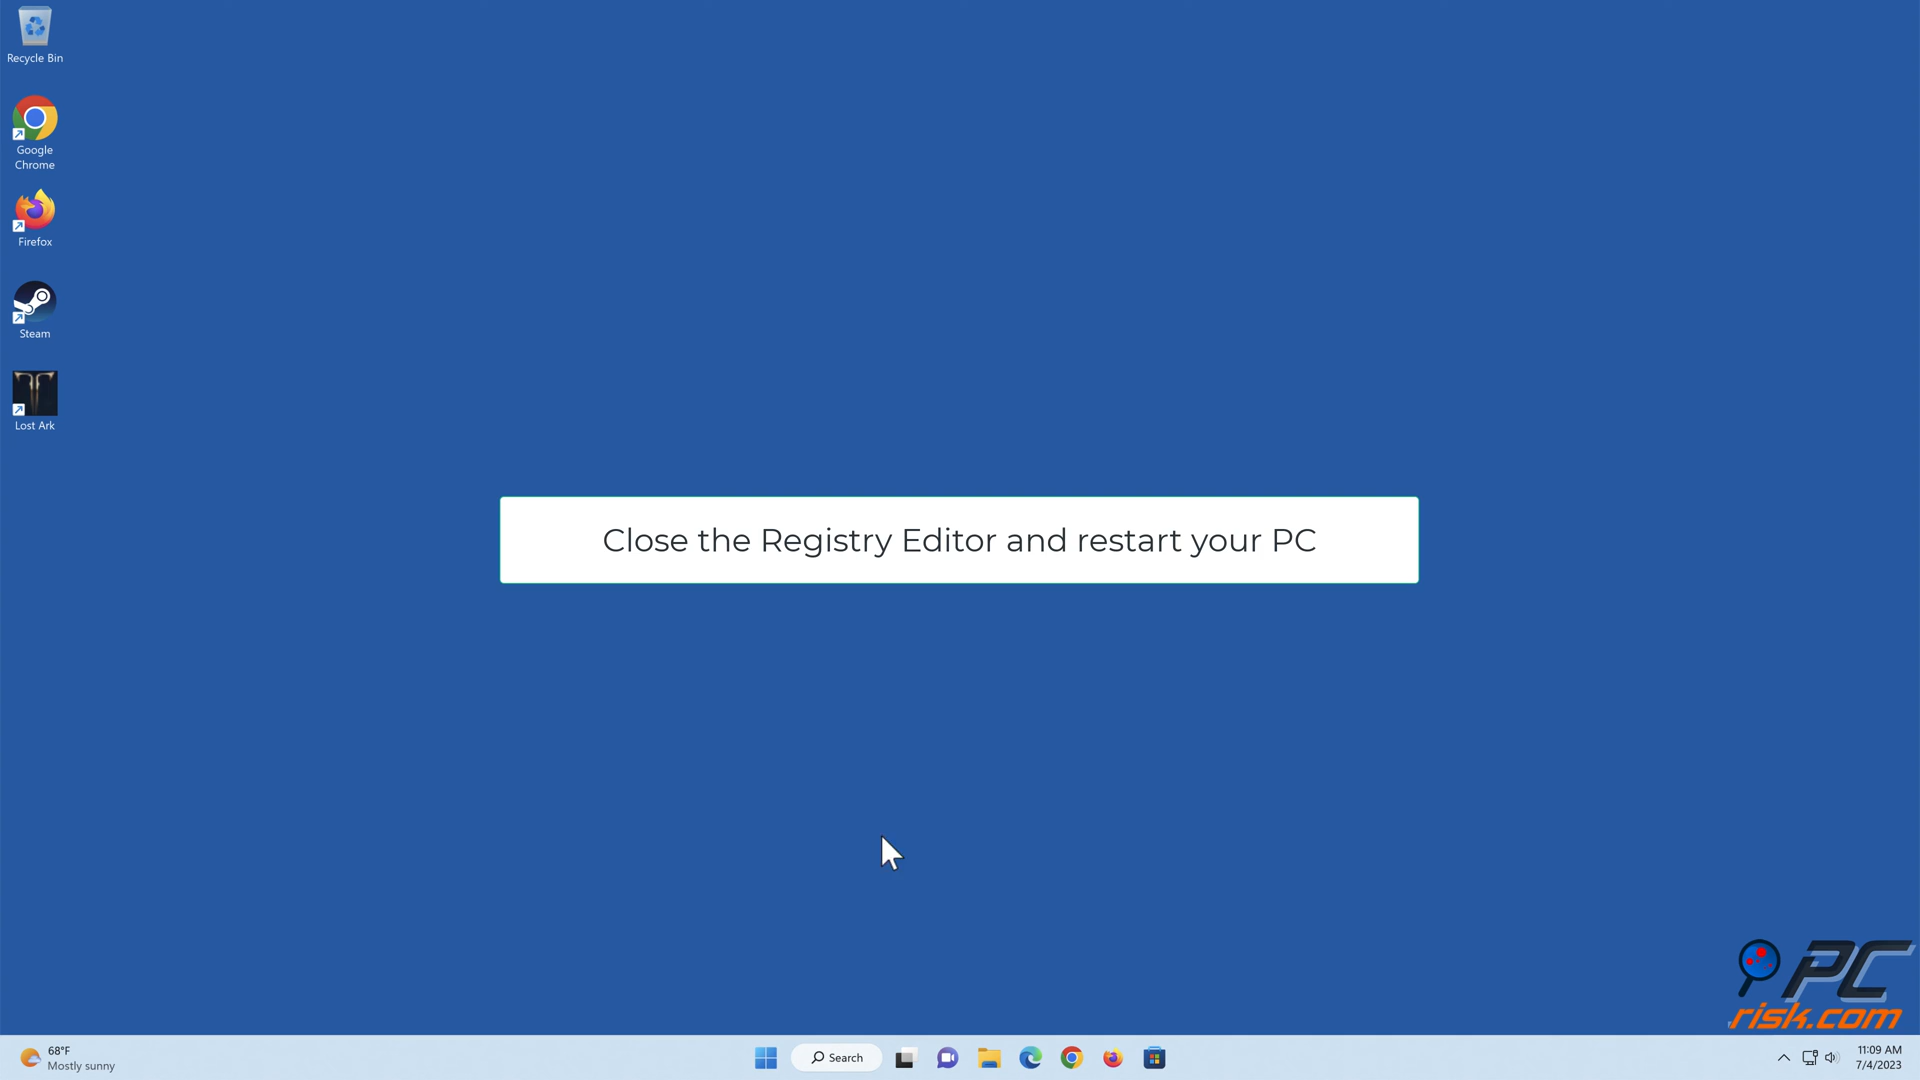 Recycle Bin
Google
Chrome
Firefox
Steam
Lost Ark
Close the Registry Editor and restart your PC
PC
risk.com
68°F
Mostly sunny
Search
11:09 AM
7/4/2023